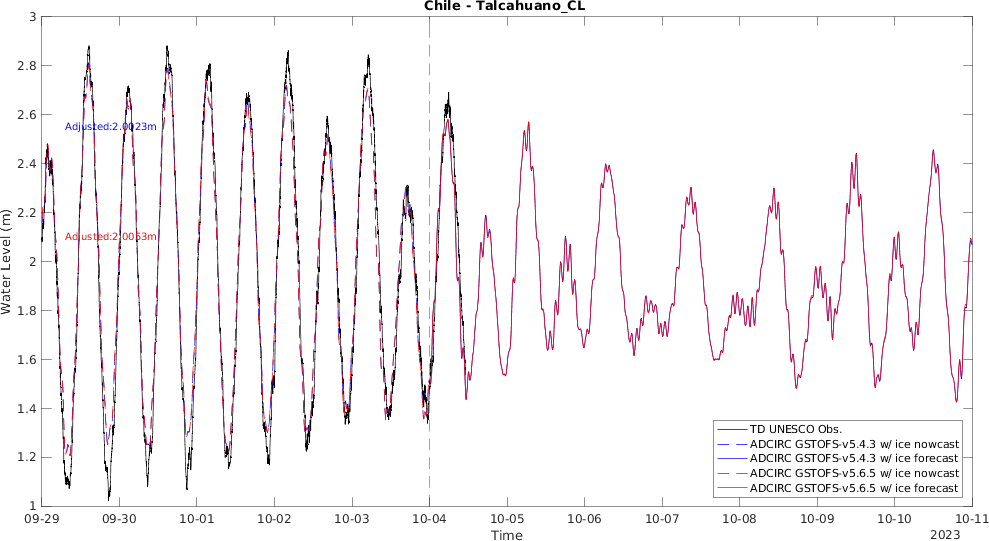 Chile - Talcahuano_CL
3
2.8
2.6
2.4
2.2
2
1.8
1.6
1.4
1.2
1
Water Level (m)
Adjusted:2.0023m
Adjusted:2.0063m
TD UNESCO Obs.
ADCIRC GSTOFS-v5.4.3 w/ ice nowcast
ADCIRC GSTOFS-v5.4.3 w/ ice forecast
ADCIRC GSTOFS-v5.6.5 w/ ice nowcast
ADCIRC GSTOFS-v5.6.5 w/ ice forecast
09-29 09-30 10-01 10-02 10-03 10-04 10-05 10-06 10-07 10-08 10-09 10-10 10-11
Time
2023